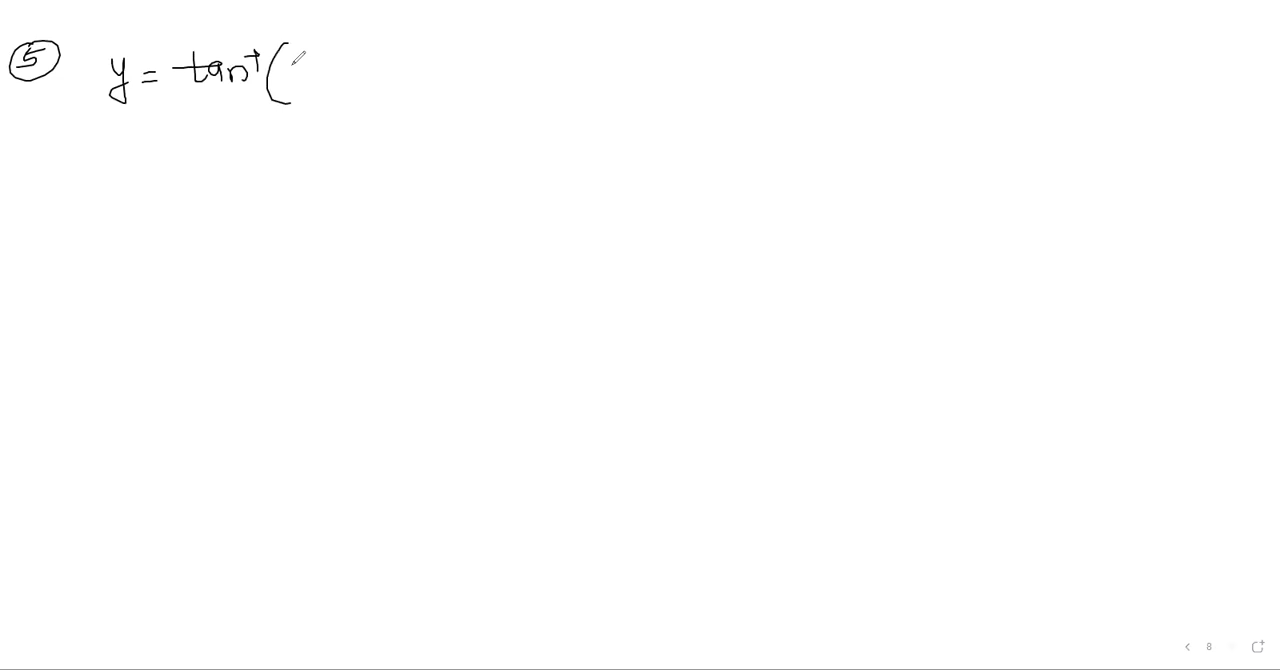 ⑤ y = tan⁻¹(
8